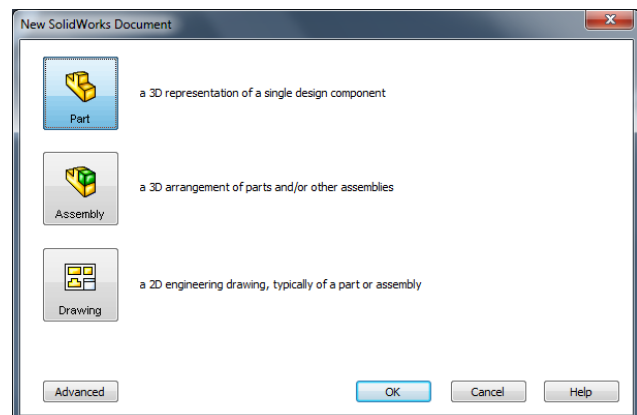 New SolidWorks Document
Part
a 3D representation of a single design component
Assembly
a 3D arrangement of parts and/or other assemblies
Drawing
a 2D engineering drawing, typically of a part or assembly
Advanced
OK
Cancel
Help